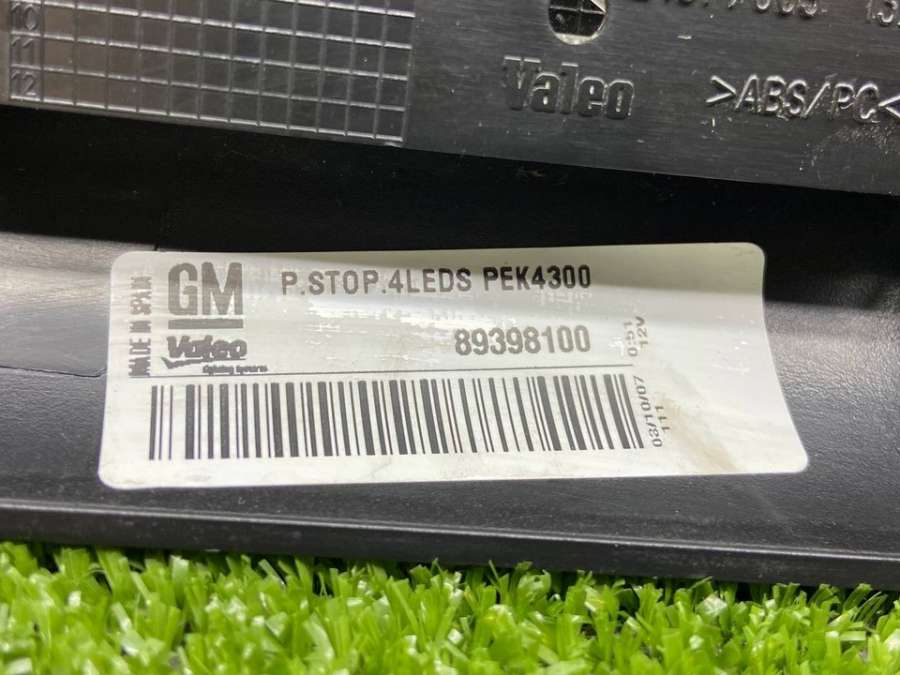 10
11
12
Valeo
>ABS/PC<
MADE IN SPAIN
GM
P.STOP.4LEDS PEK4300
Valeo
89398100
12V
03/10/07
111